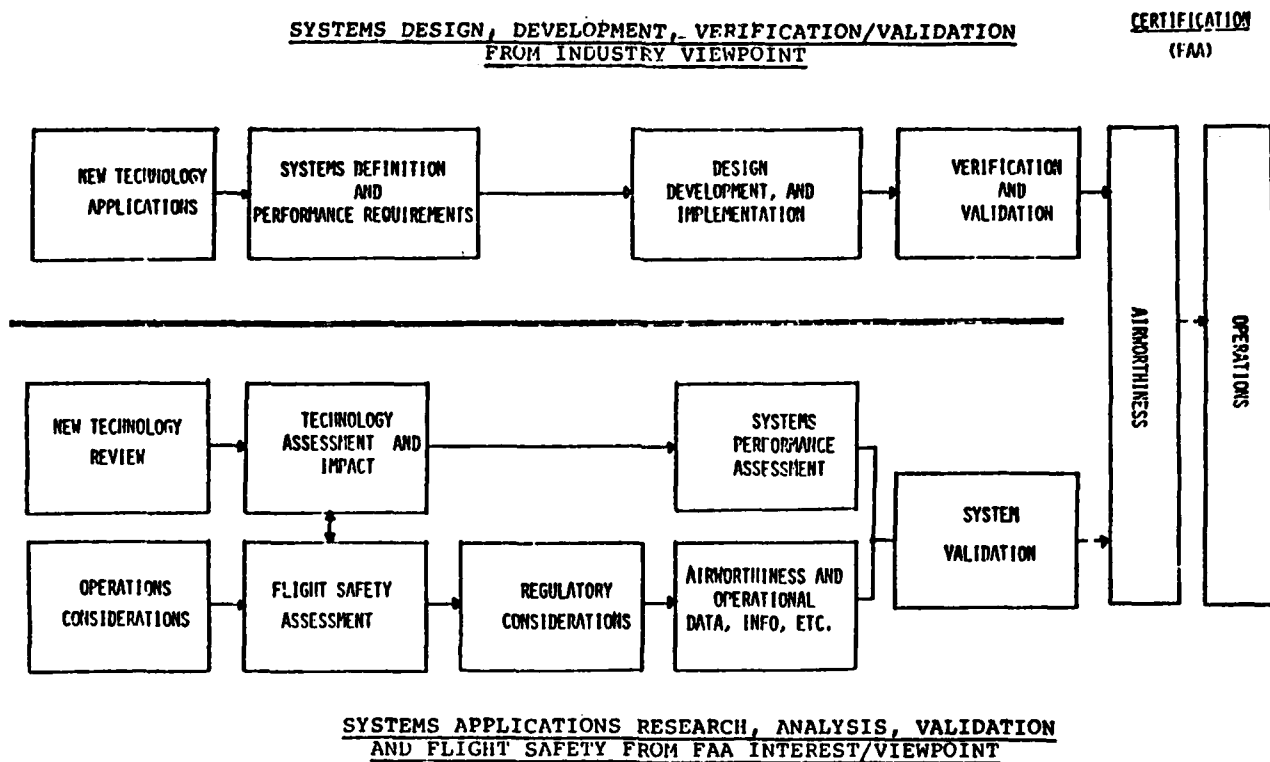 SYSTEMS DESIGN, DEVELOPMENT, VERIFICATION/VALIDATION
FROM INDUSTRY VIEWPOINT
CERTIFICATION
(FAA)
NEW TECHNOLOGY
APPLICATIONS
SYSTEMS DEFINITION
AND
PERFORMANCE REQUIREMENTS
DESIGN
DEVELOPMENT, AND
IMPLEMENTATION
VERIFICATION
AND
VALIDATION
AIRWORTHINESS
OPERATIONS
NEW TECHNOLOGY
REVIEW
TECHNOLOGY
ASSESSMENT AND
IMPACT
SYSTEMS
PERFORMANCE
ASSESSMENT
OPERATIONS
CONSIDERATIONS
FLIGHT SAFETY
ASSESSMENT
REGULATORY
CONSIDERATIONS
AIRWORTHINESS AND
OPERATIONAL
DATA, INFO, ETC.
SYSTEM
VALIDATION
SYSTEMS APPLICATIONS RESEARCH, ANALYSIS, VALIDATION
AND FLIGHT SAFETY FROM FAA INTEREST/VIEWPOINT